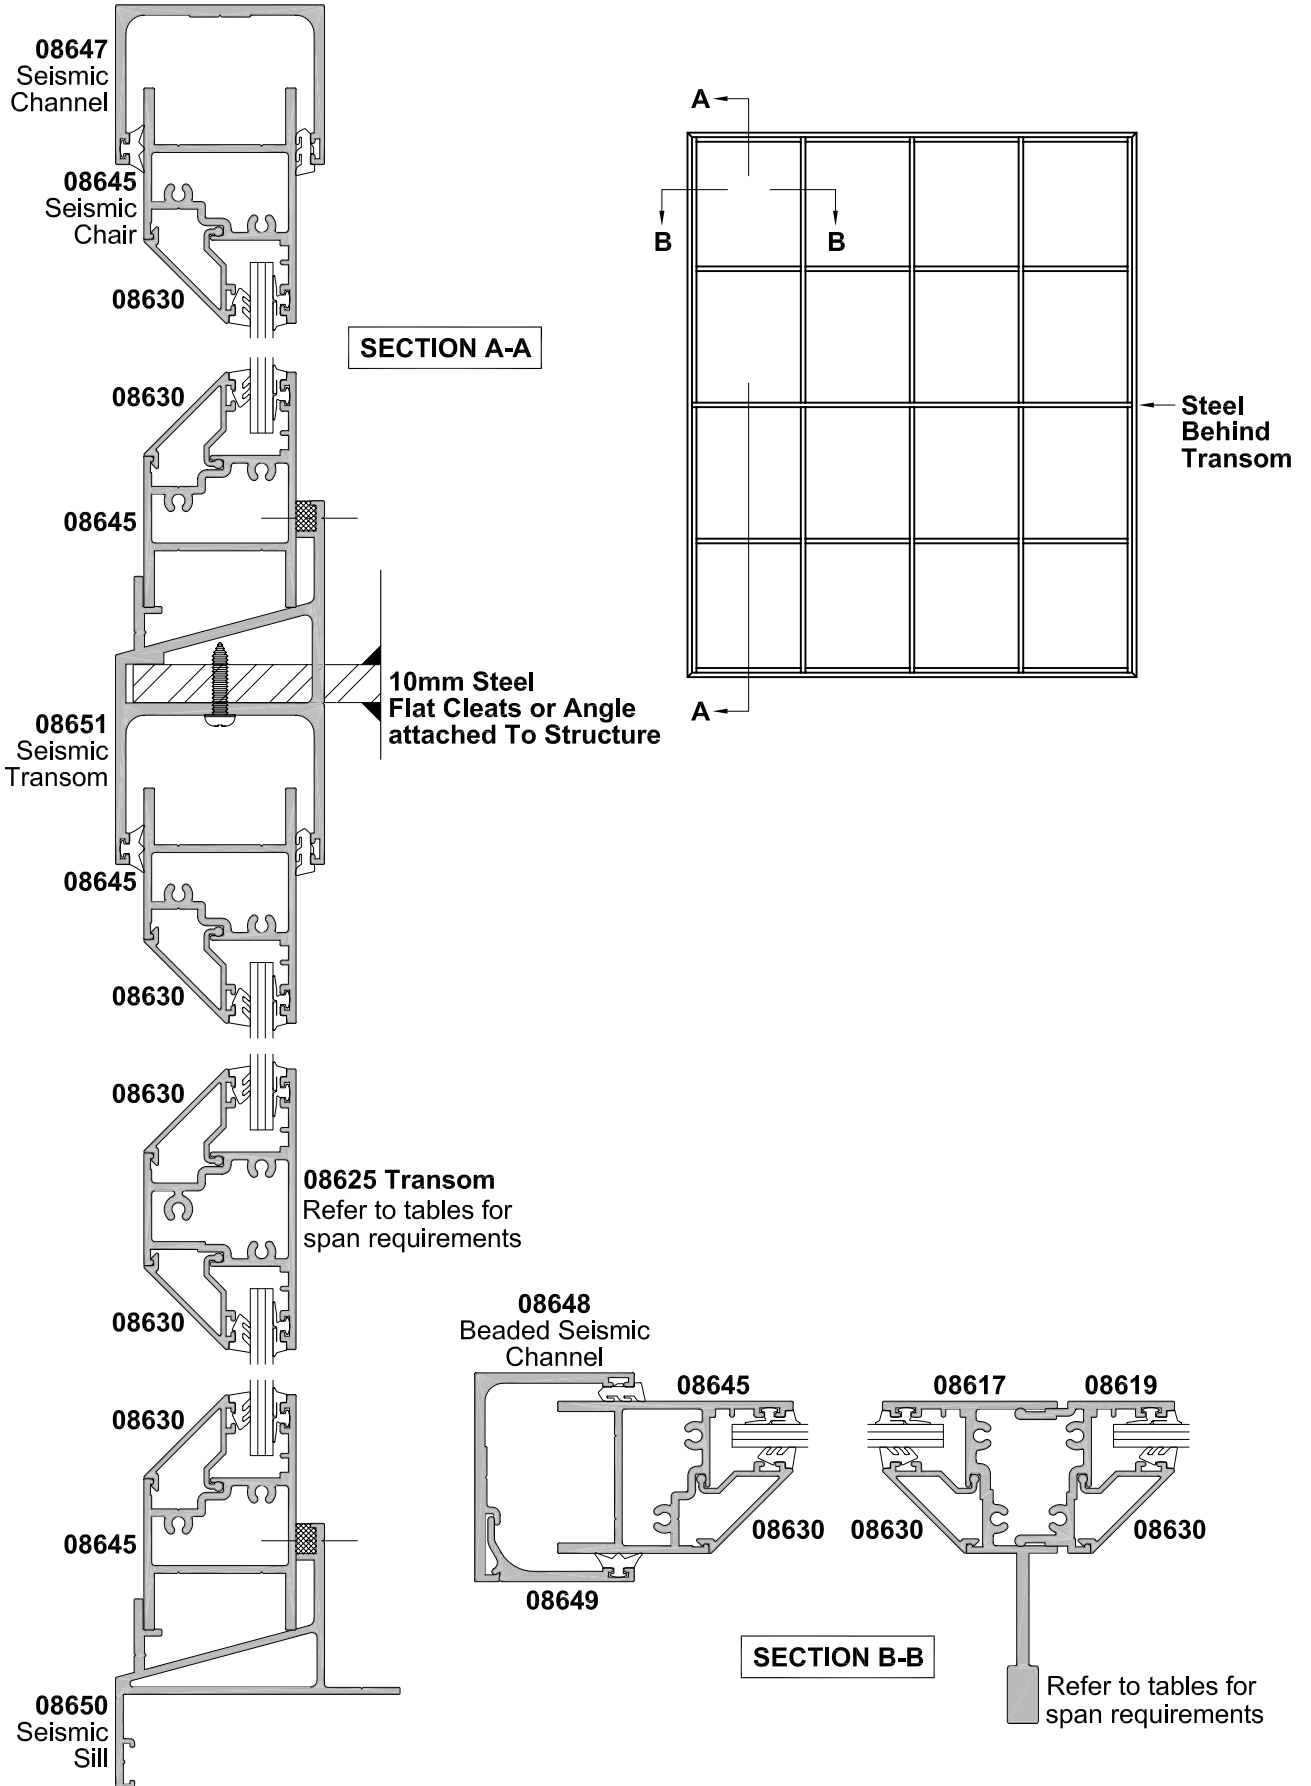 08647
Seismic
Channel
08645
Seismic
Chair
08630
SECTION A-A
08630
08645
10mm Steel
Flat Cleats or Angle
attached To Structure
08651
Seismic
Transom
08645
08630
08630
08625 Transom
Refer to tables for
span requirements
08630
08630
08645
08650
Seismic
Sill
A
B
B
Steel
Behind
Transom
A
08648
Beaded Seismic
Channel
08645
08630
08649
08617
08619
08630
08630
SECTION B-B
Refer to tables for
span requirements